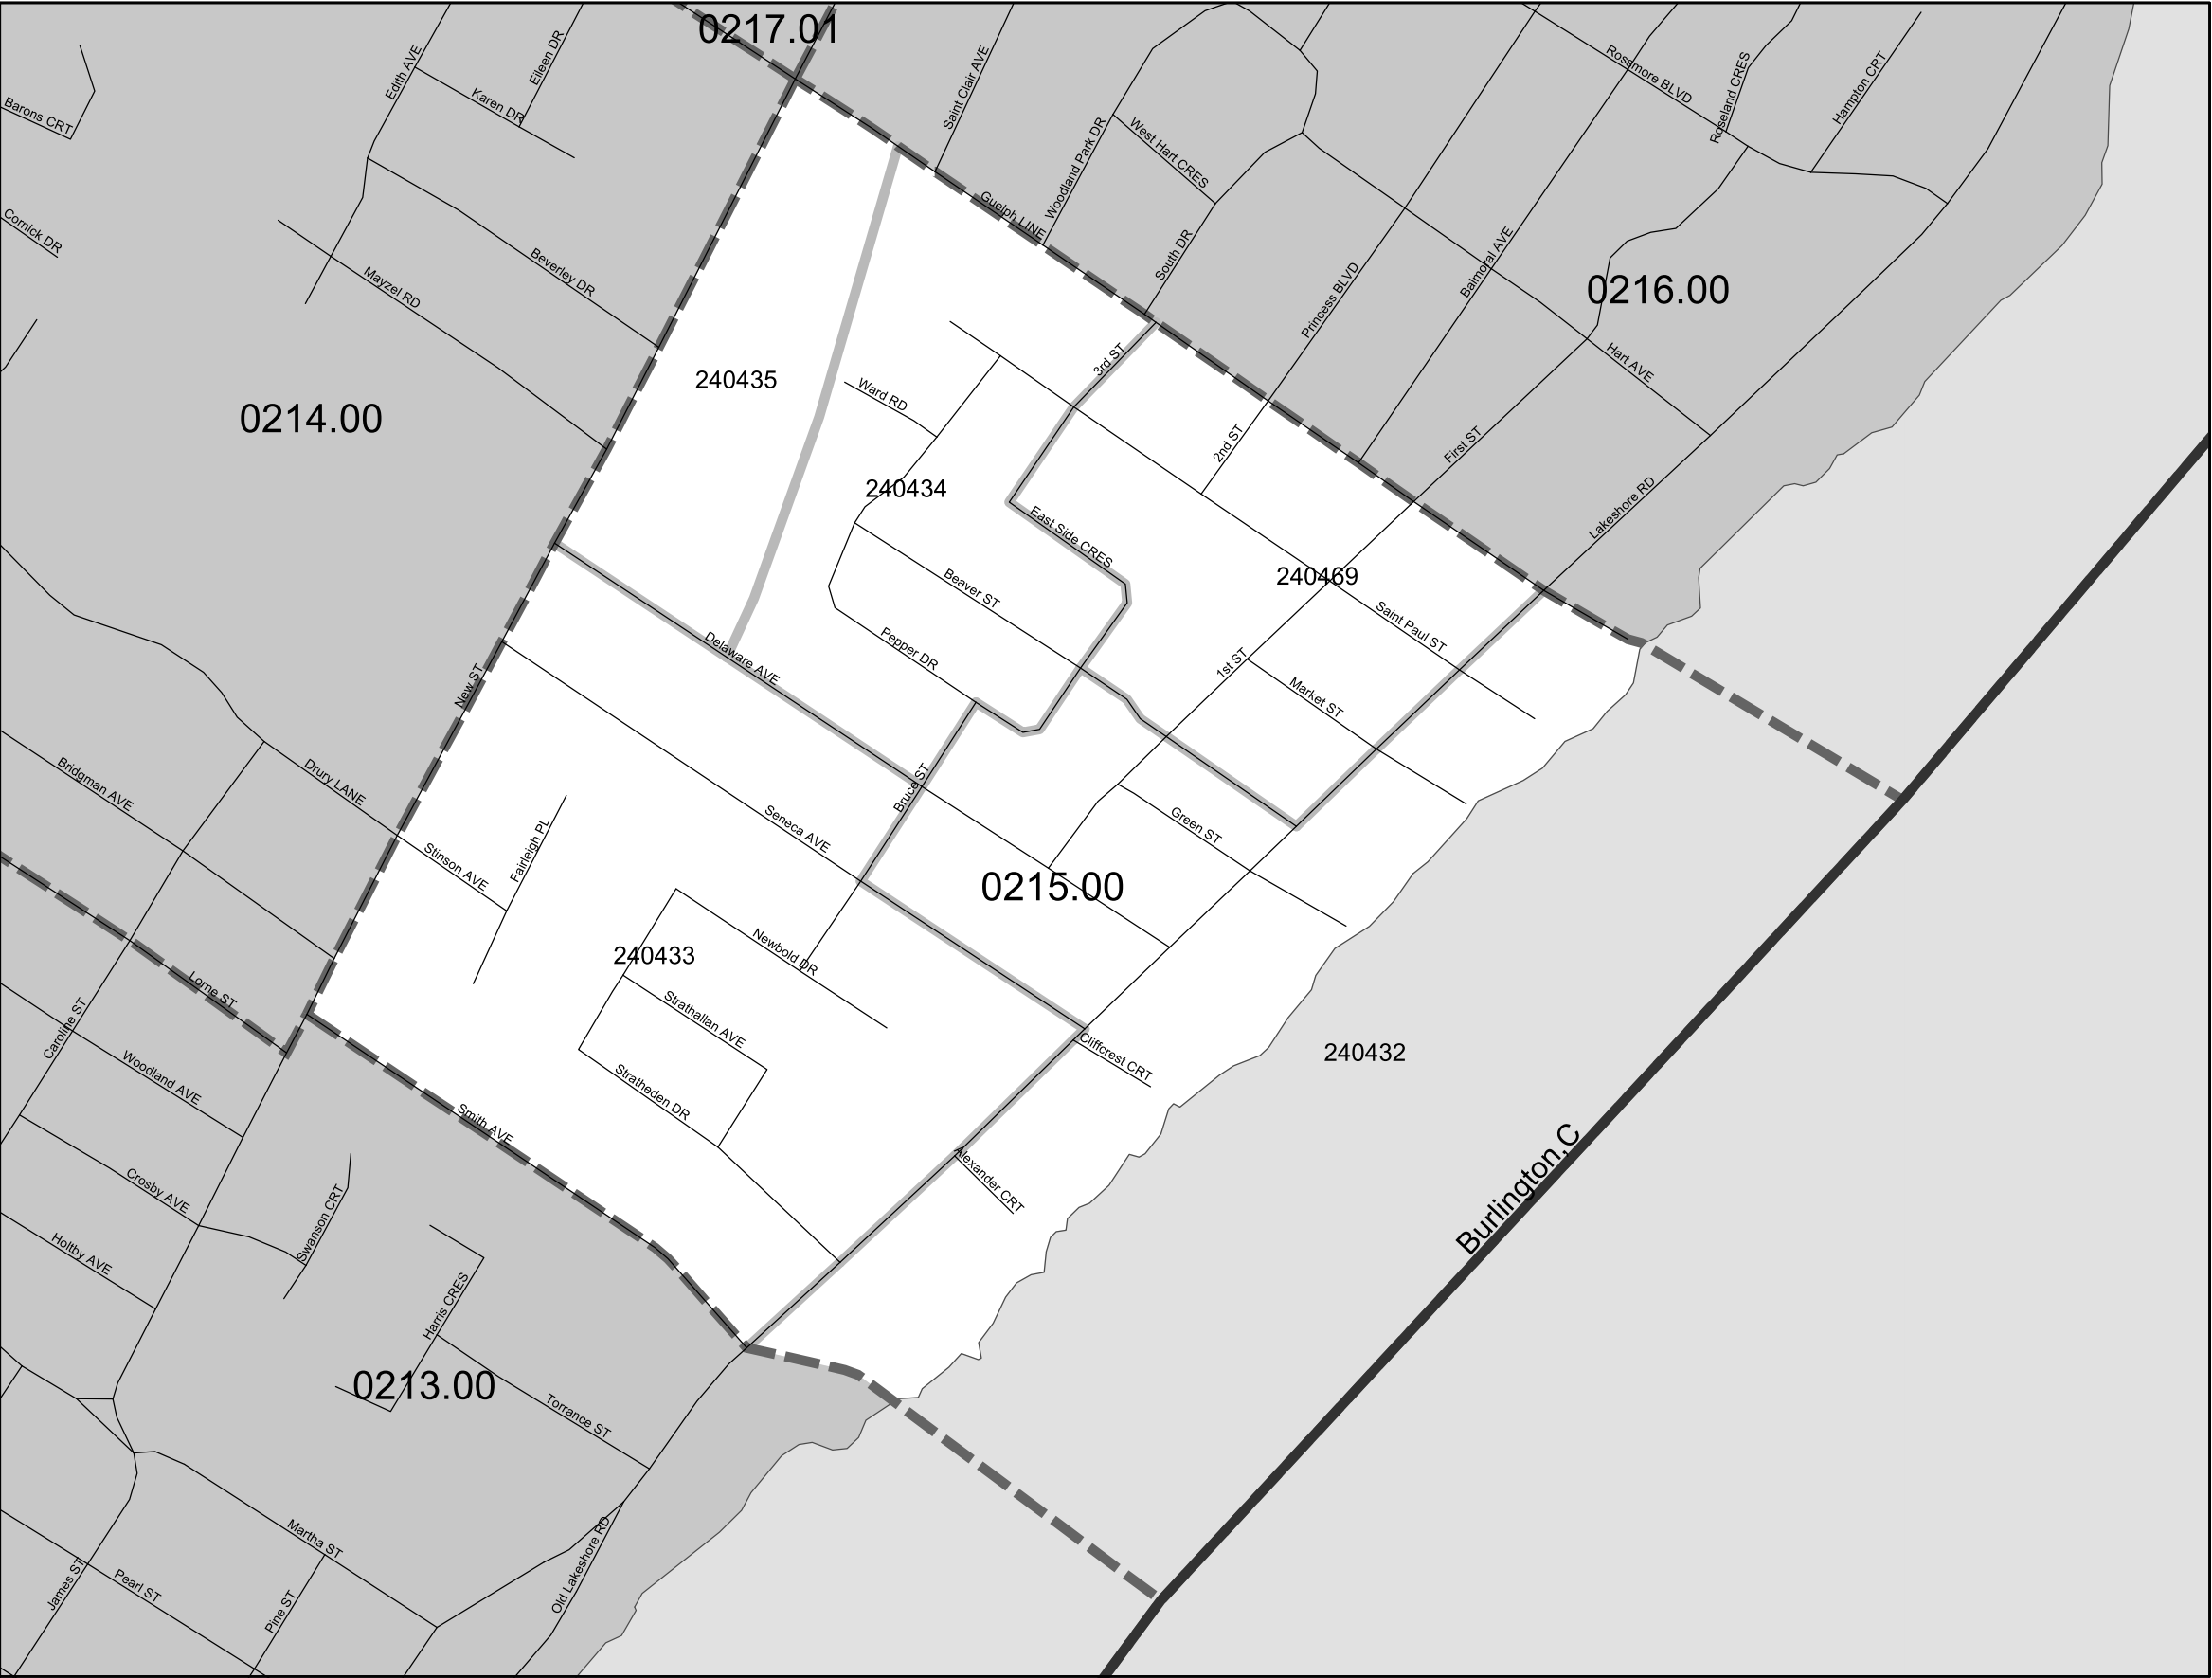 0217.01
Edith AVE
Eileen DR
Karen DR
Barons CRT
Saint Clair AVE
Rossmore BLVD
Roseland CRES
Hampton CRT
Woodland Park DR
West Hart CRES
Cornick DR
Guelph LINE
South DR
Mayzel RD
Beverley DR
Princess BLVD
Balmoral AVE
0216.00
Hart AVE
3rd ST
240435
Ward RD
0214.00
2nd ST
First ST
240434
Lakeshore RD
East Side CRES
240469
Beaver ST
Saint Paul ST
Pepper DR
Delaware AVE
1st ST
New ST
Market ST
Bridgman AVE
Drury LANE
Bruce ST
Seneca AVE
Green ST
Fairleigh PL
Stinson AVE
0215.00
240433
Newbold DR
Lorne ST
Caroline ST
Strathallan AVE
Cliffcrest CRT
240432
Woodland AVE
Stratheden DR
Smith AVE
Burlington, C
Crosby AVE
Alexander CRT
Swanson CRT
Holtby AVE
Harris CRES
0213.00
Torrance ST
Martha ST
Old Lakeshore RD
James ST
Pearl ST
Pine ST